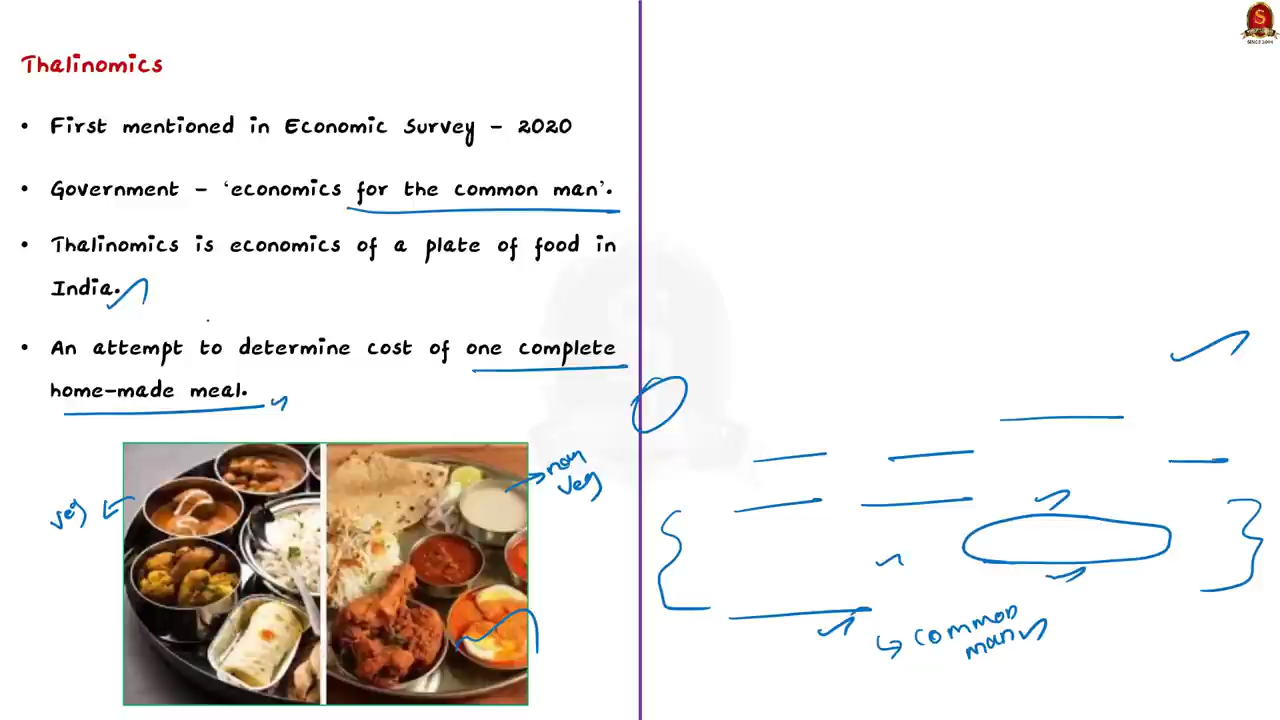 Thalinomics
• First mentioned in Economic Survey – 2020
• Government – ‘economics for the common man’.
• Thalinomics is economics of a plate of food in
India.
• An attempt to determine cost of one complete
home-made meal.
veg
non
veg
common
man
S
SINCE 2004